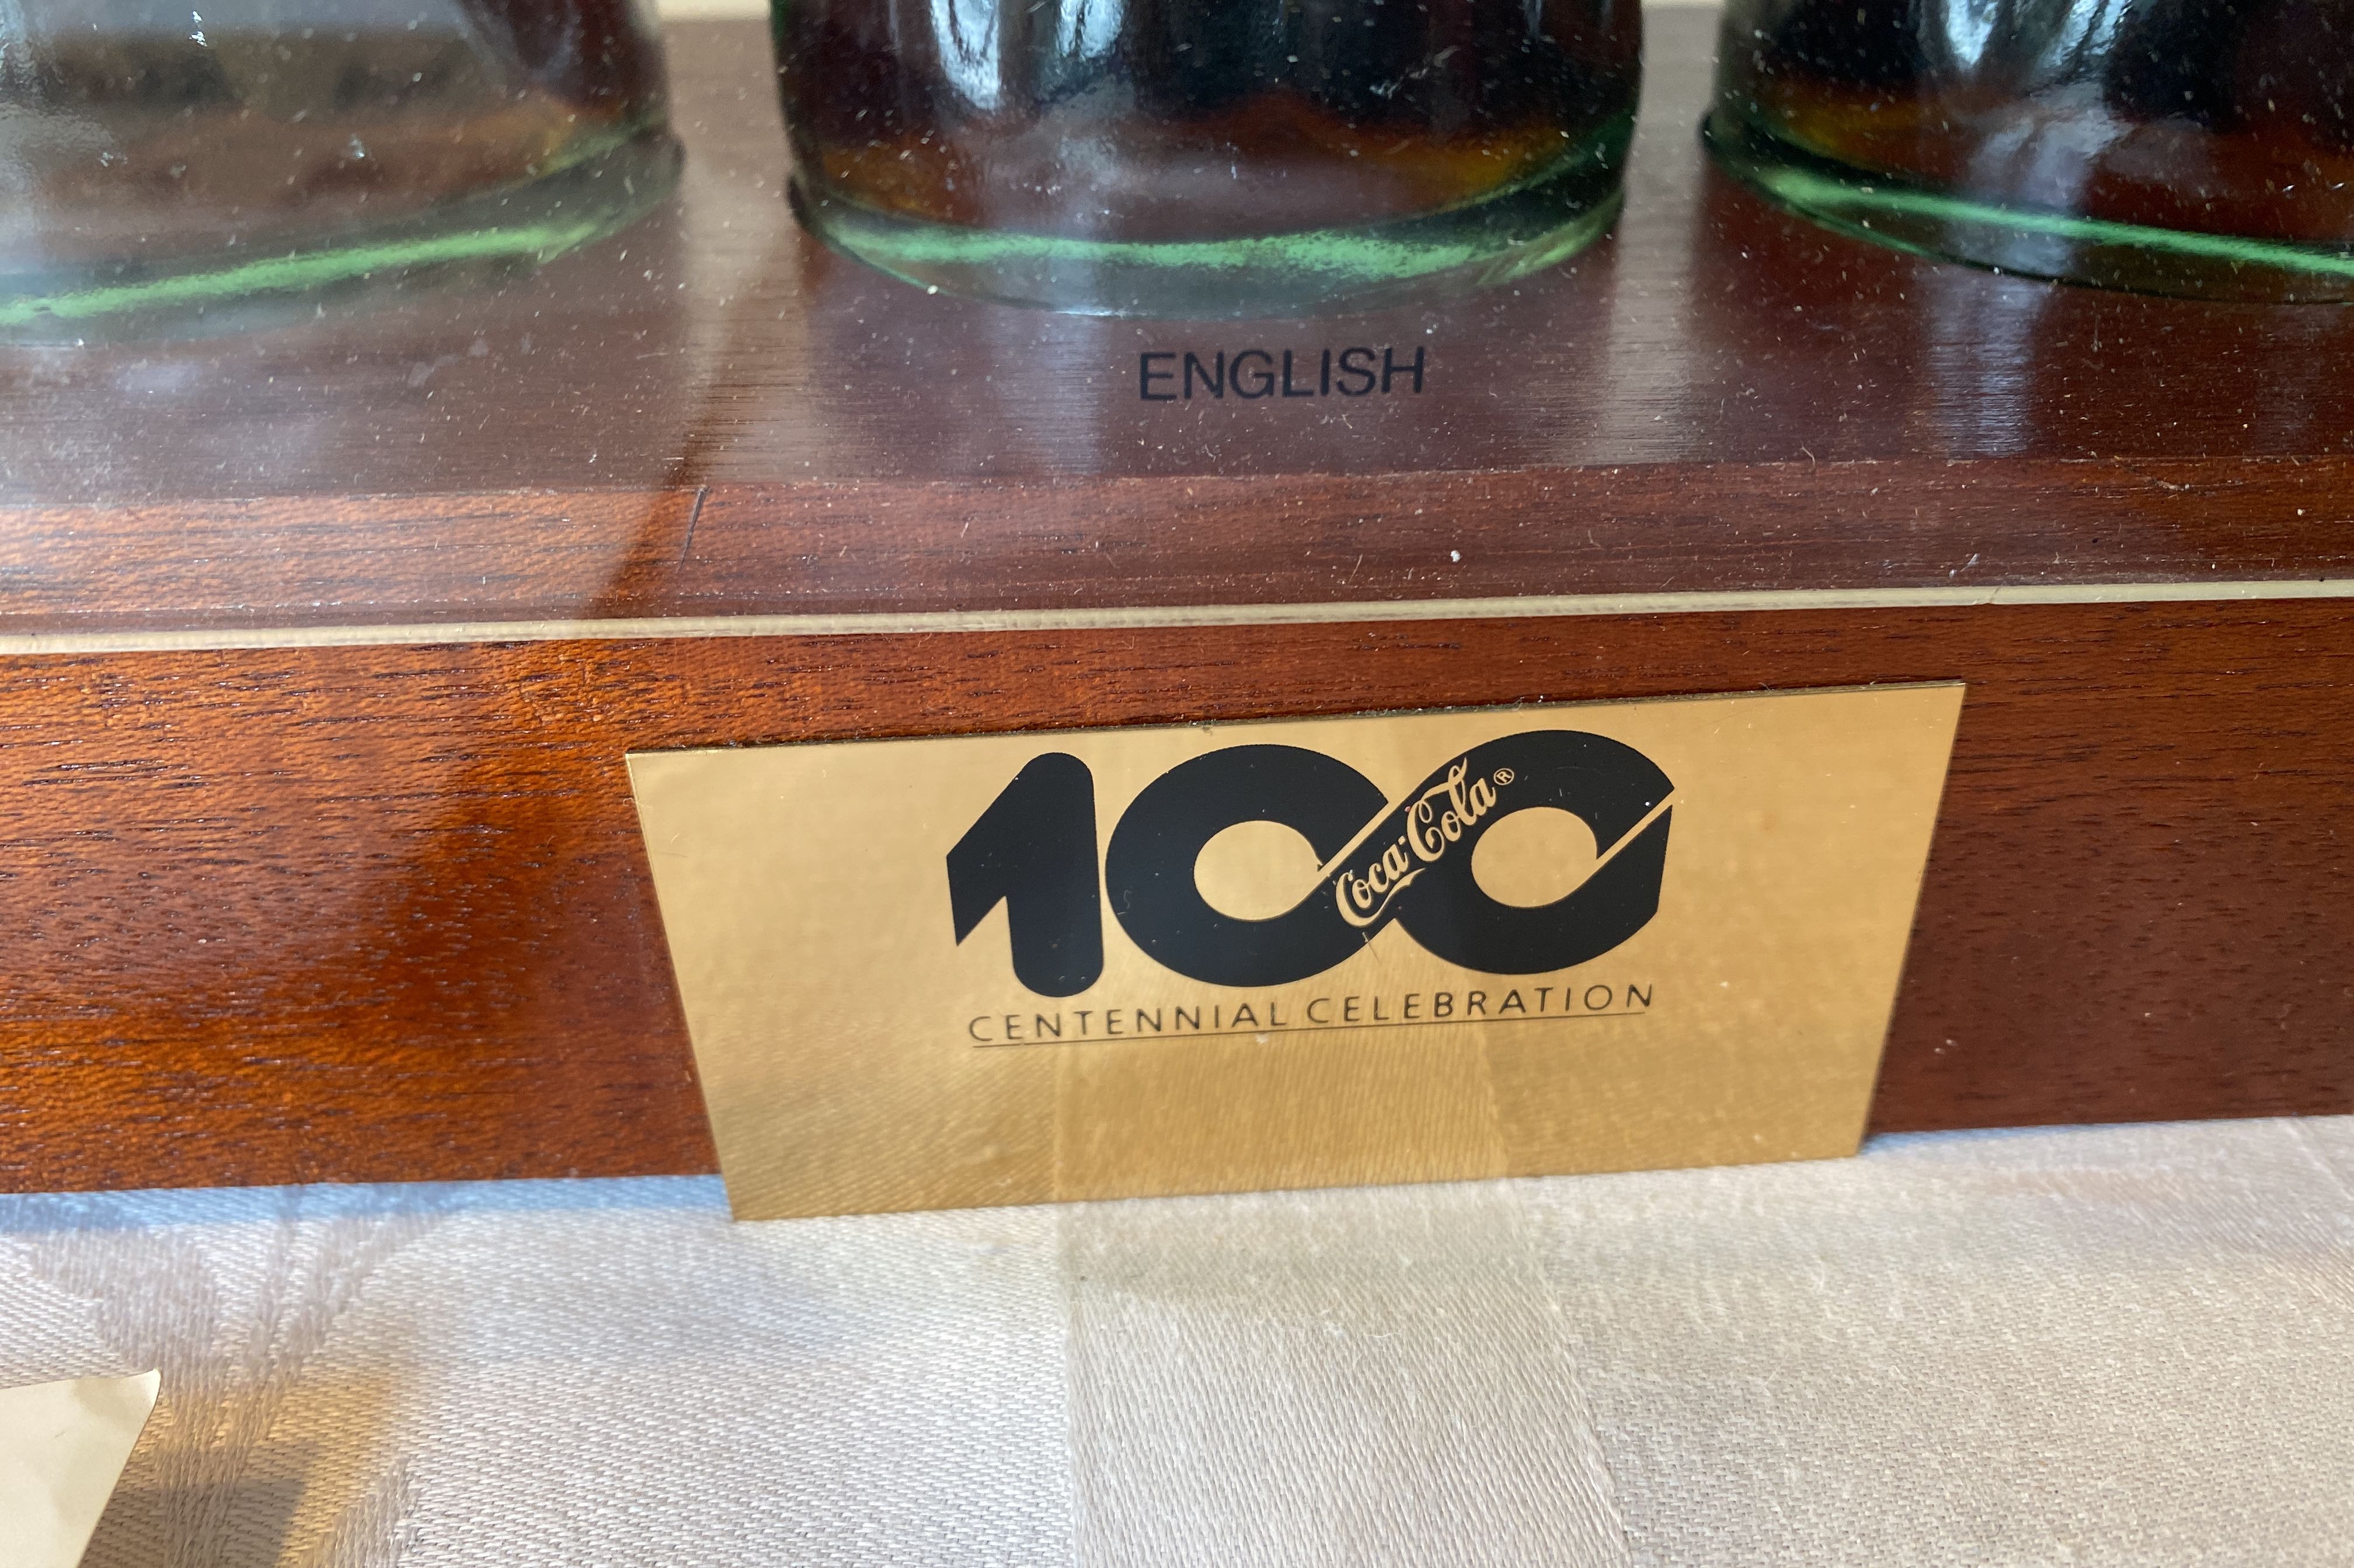 ENGLISH
100
Coca-Cola®
CENTENNIAL CELEBRATION